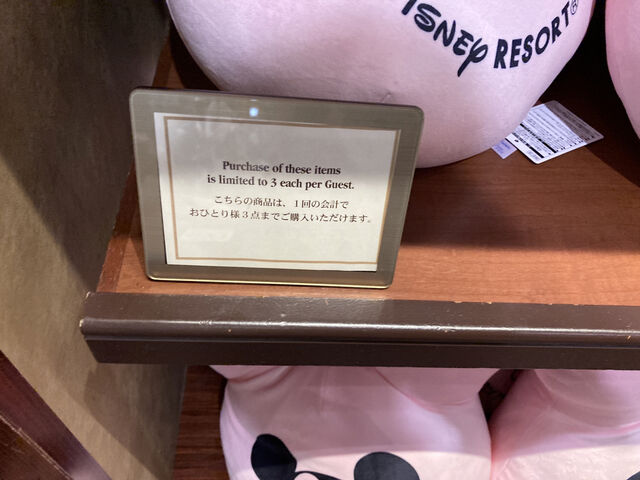 DISNEY RESORT®
Purchase of these items
is limited to 3 each per Guest.
こちらの商品は、1回の会計で
おひとり様3点までご購入いただけます。